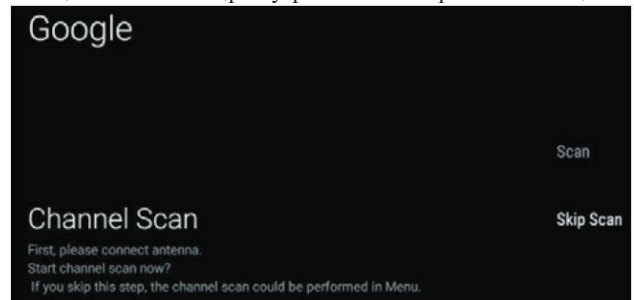 Google
Scan
Channel Scan
Skip Scan
First, please connect antenna.
Start channel scan now?
If you skip this step, the channel scan could be performed in Menu.